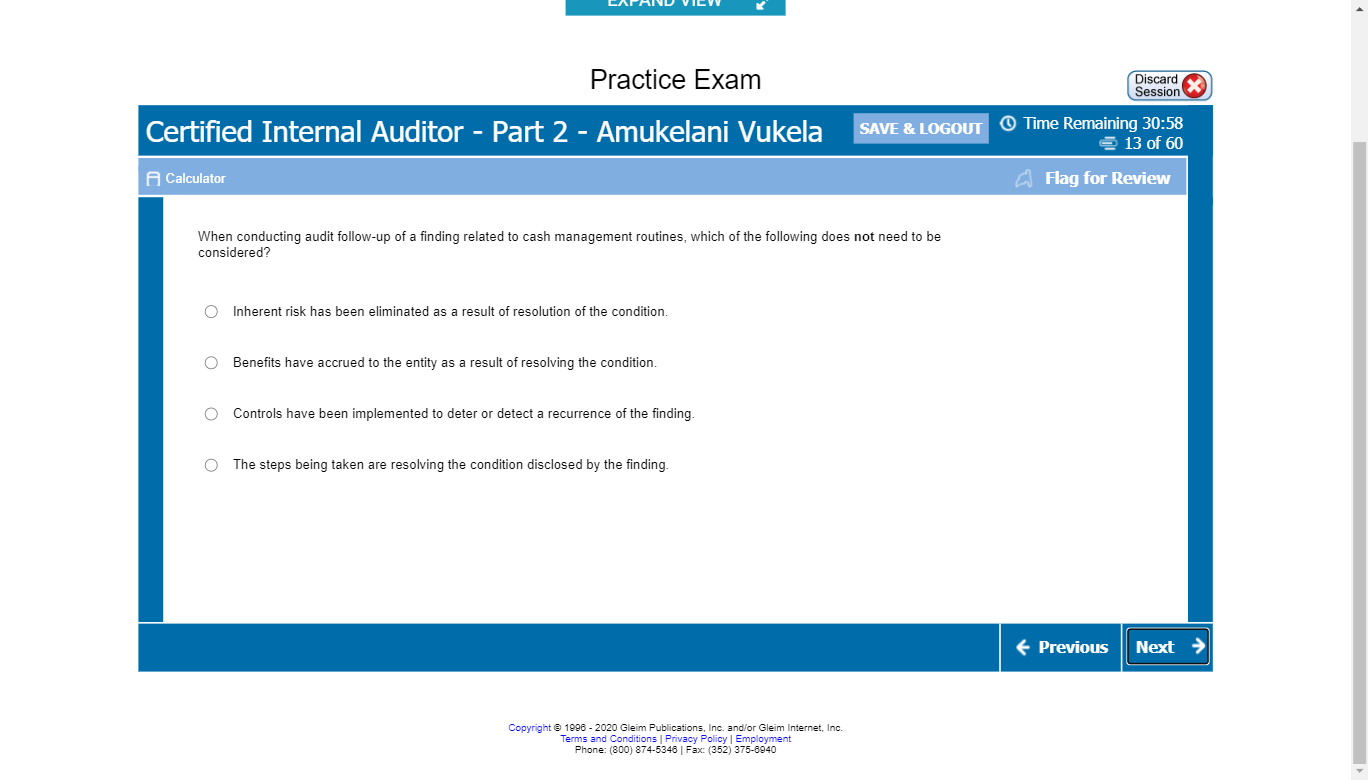 EXPAND VIEW
Practice Exam
Discard
Session
Certified Internal Auditor - Part 2 - Amukelani Vukela
SAVE & LOGOUT
Time Remaining 30:58
13 of 60
Calculator
Flag for Review
When conducting audit follow-up of a finding related to cash management routines, which of the following does not need to be
considered?
Inherent risk has been eliminated as a result of resolution of the condition.
Benefits have accrued to the entity as a result of resolving the condition.
Controls have been implemented to deter or detect a recurrence of the finding.
The steps being taken are resolving the condition disclosed by the finding.
Previous
Next
Copyright © 1996 - 2020 Gleim Publications, Inc. and/or Gleim Internet, Inc.
Terms and Conditions | Privacy Policy | Employment
Phone: (800) 874-5346 | Fax: (352) 375-6940